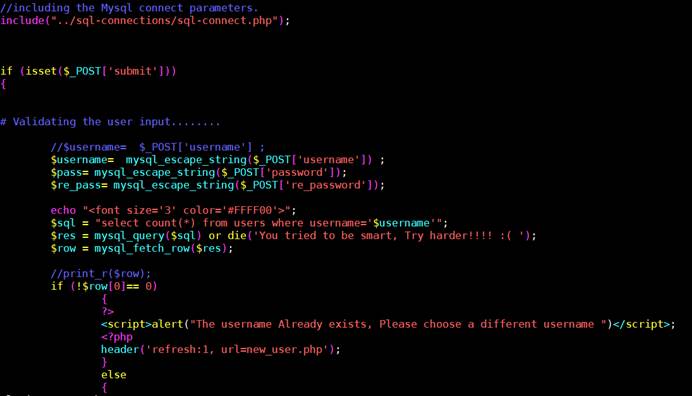 //including the Mysql connect parameters.
include("../sql-connections/sql-connect.php");
if (isset($_POST['submit']))
{
# Validating the user input........
//$username=  $_POST['username'] ;
$username=  mysql_escape_string($_POST['username']) ;
$pass= mysql_escape_string($_POST['password']);
$re_pass= mysql_escape_string($_POST['re_password']);
echo "<font size='3' color='#FFFF00'>";
$sql = "select count(*) from users where username='$username'";
$res = mysql_query($sql) or die('You tried to be smart, Try harder!!!! :( ');
$row = mysql_fetch_row($res);
//print_r($row);
if (!$row[0]== 0)
{
?>
<script>alert("The username Already exists, Please choose a different username ")</script>;
<?php
header('refresh:1, url=new_user.php');
}
else
{